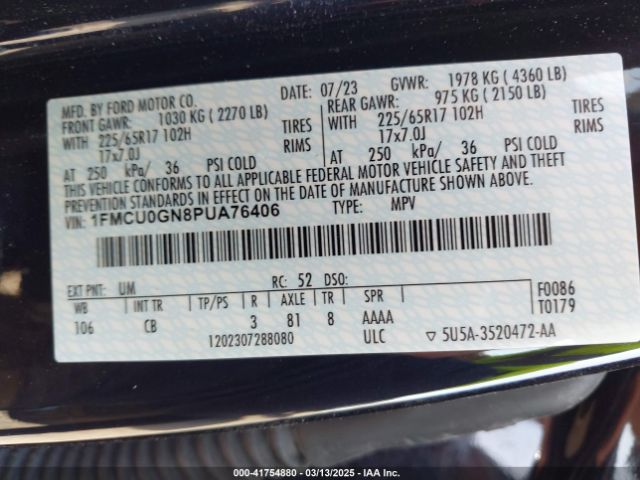 MFD. BY FORD MOTOR CO.
DATE: 07/23 GVWR: 1978 KG ( 4360 LB)
FRONT GAWR: 1030 KG ( 2270 LB) REAR GAWR: 975 KG ( 2150 LB)
WITH 225/65R17 102H TIRES WITH 225/65R17 102H TIRES
17x7.0J RIMS 17x7.0J RIMS
AT 250 kPa/ 36 PSI COLD AT 250 kPa/ 36 PSI COLD
THIS VEHICLE CONFORMS TO ALL APPLICABLE FEDERAL MOTOR VEHICLE SAFETY AND THEFT
PREVENTION STANDARDS IN EFFECT ON THE DATE OF MANUFACTURE SHOWN ABOVE.
VIN: 1FMCU0GN8PUA76406 TYPE: MPV
EXT PNT: UM RC: 52 DSO:
WB INT TR TP/PS R AXLE TR SPR F0086
106 CB 3 81 8 AAAA T0179
1202307288080 ULC ▽ 5U5A-3520472-AA
000-41754880 – 03/13/2025 – IAA Inc.